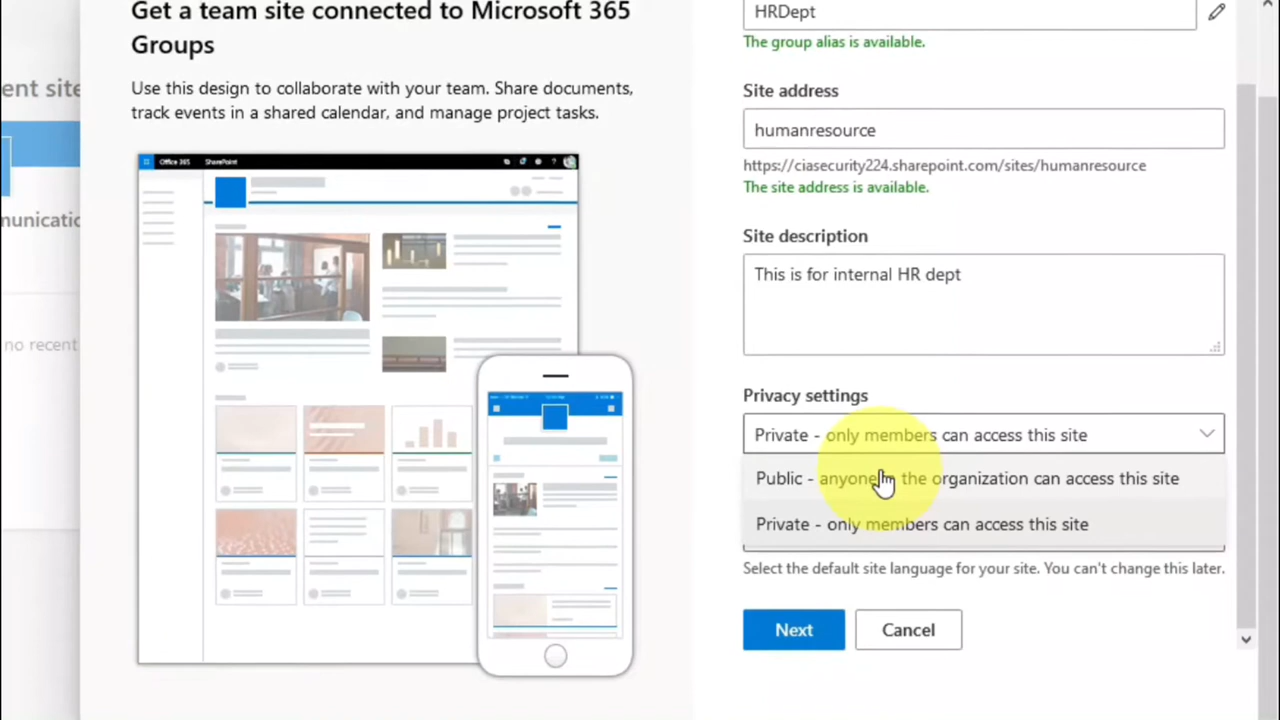 Get a team site connected to Microsoft 365
Groups
Use this design to collaborate with your team. Share documents,
track events in a shared calendar, and manage project tasks.
Office 365 SharePoint
ent site
no recent
HRDept
The group alias is available.
Site address
humanresource
https://ciasecurity224.sharepoint.com/sites/humanresource
The site address is available.
Site description
This is for internal HR dept
Privacy settings
Private - only members can access this site
Public - anyone the organization can access this site
Private - only members can access this site
Select the default site language for your site. You can't change this later.
Next Cancel